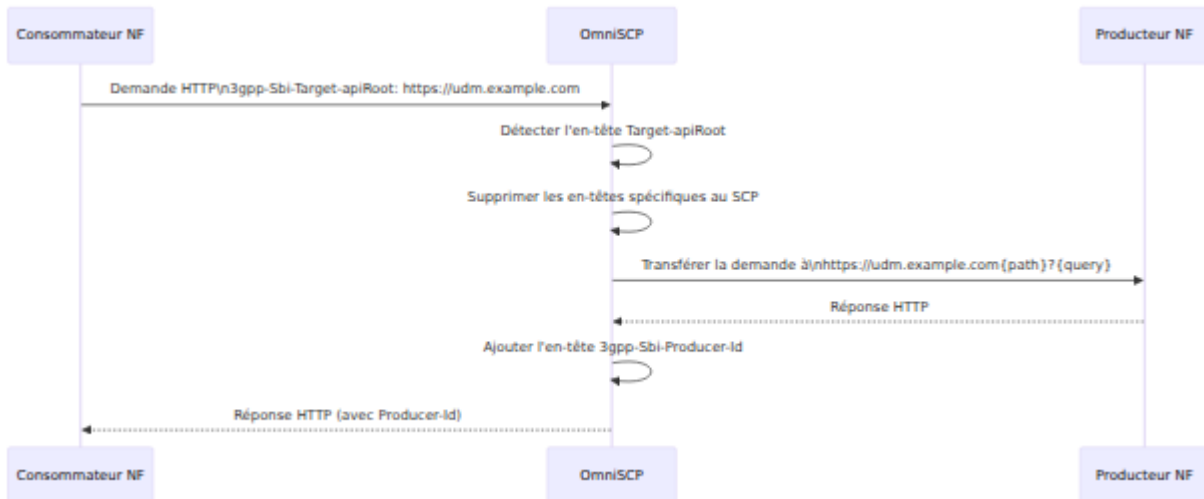 Consommateur NF
OmniSCP
Producteur NF
Demande HTTP\n3gpp-Sbi-Target-apiRoot: https://udm.example.com
Détecter l'en-tête Target-apiRoot
Supprimer les en-têtes spécifiques au SCP
Transférer la demande à\nhttps://udm.example.com{path}?{query}
Réponse HTTP
Ajouter l'en-tête 3gpp-Sbi-Producer-Id
Réponse HTTP (avec Producer-Id)
Consommateur NF
OmniSCP
Producteur NF